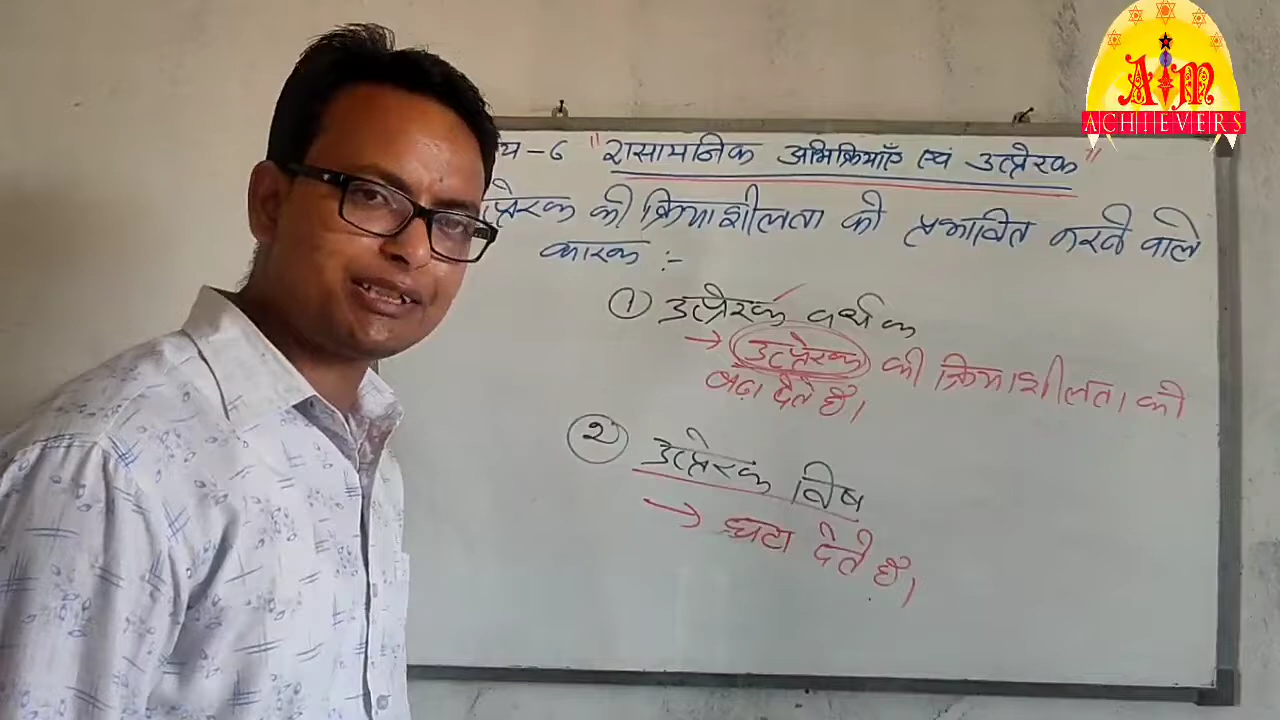 AIM
ACHIEVERS
-6 "रासायनिक अभिक्रियाएँ एवं उत्प्रेरक"
की क्रियाशीलता को प्रभावित करने वाले
कारक :-
① उत्प्रेरक वर्धक
→ उत्प्रेरक की क्रियाशीलता को
बढ़ा देते है।
② उत्प्रेरक विष
→ घटा देते है।